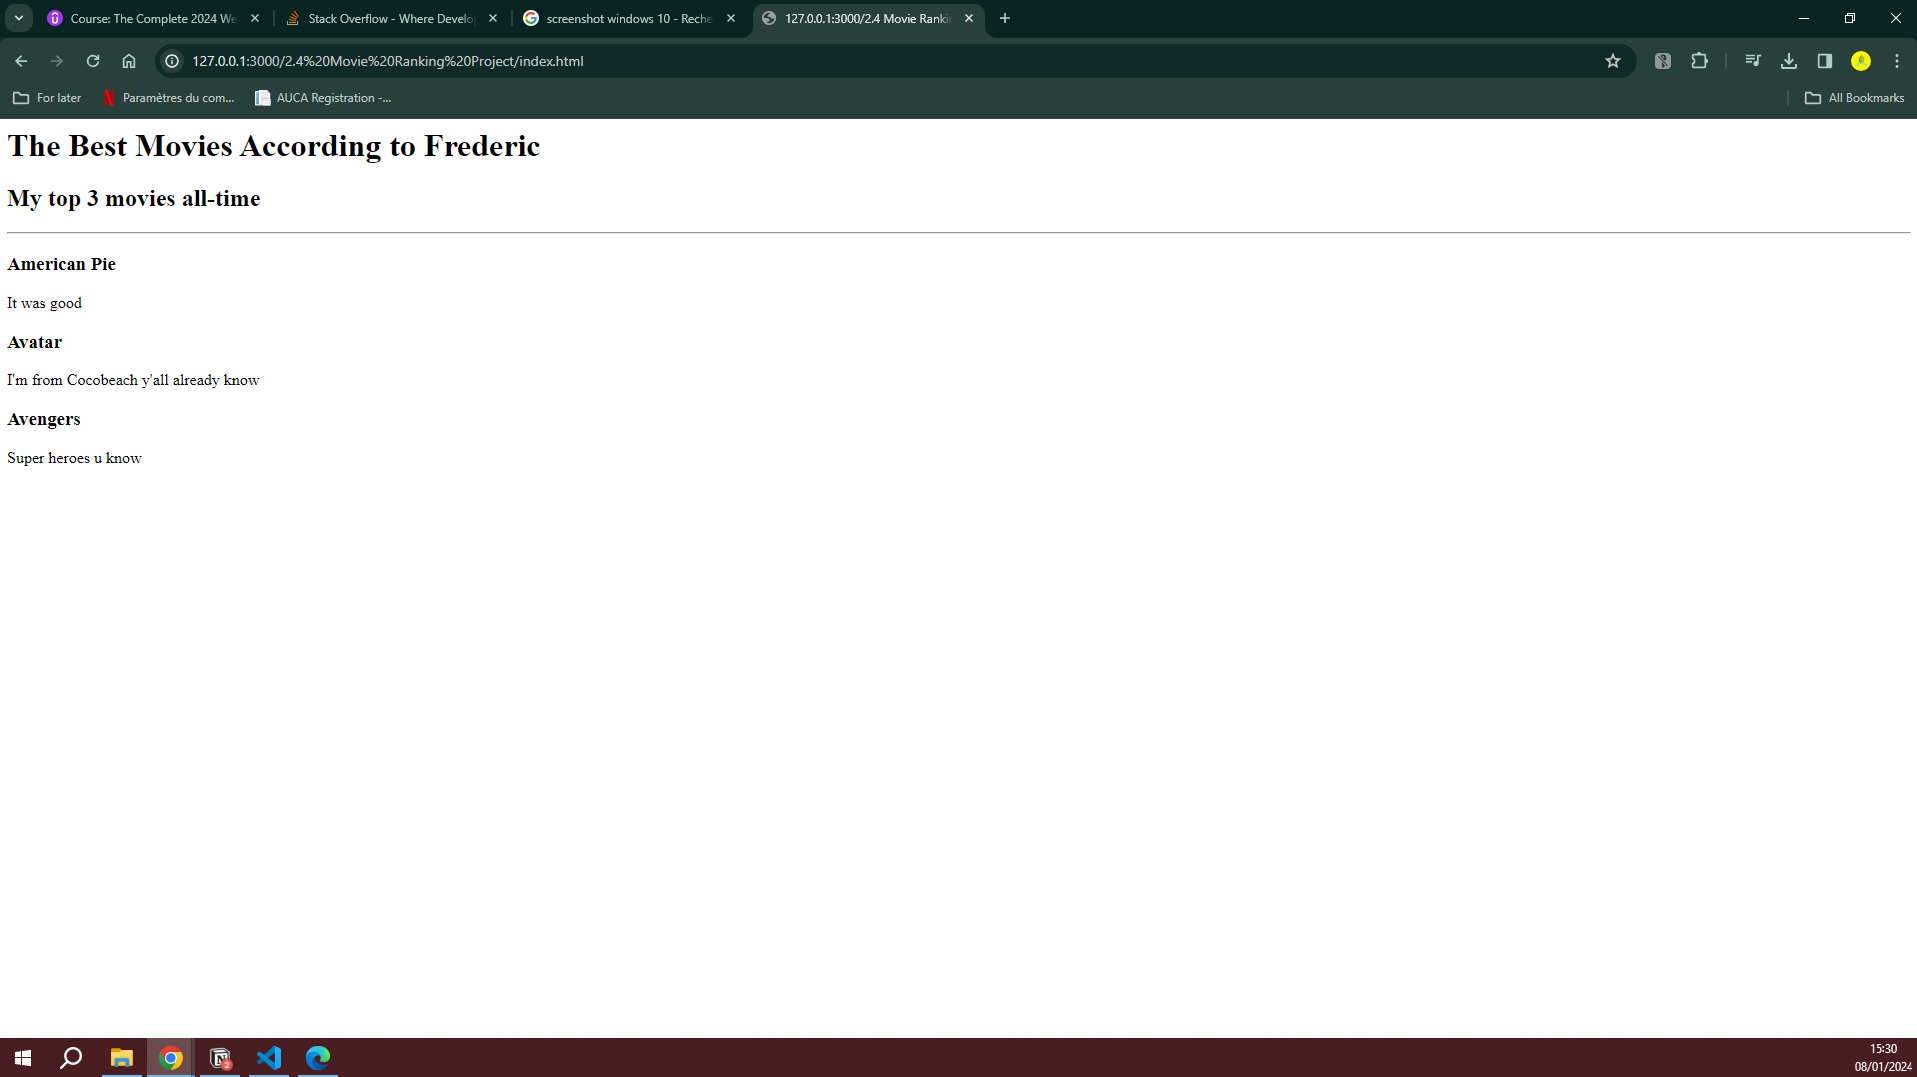 Course: The Complete 2024 We
Stack Overflow - Where Develo
screenshot windows 10 - Reche
127.0.0.1:3000/2.4 Movie Rankin
127.0.0.1:3000/2.4%20Movie%20Ranking%20Project/index.html
For later
Paramètres du com...
AUCA Registration -...
All Bookmarks
The Best Movies According to Frederic
My top 3 movies all-time
American Pie
It was good
Avatar
I'm from Cocobeach y'all already know
Avengers
Super heroes u know
2
15:30
08/01/2024